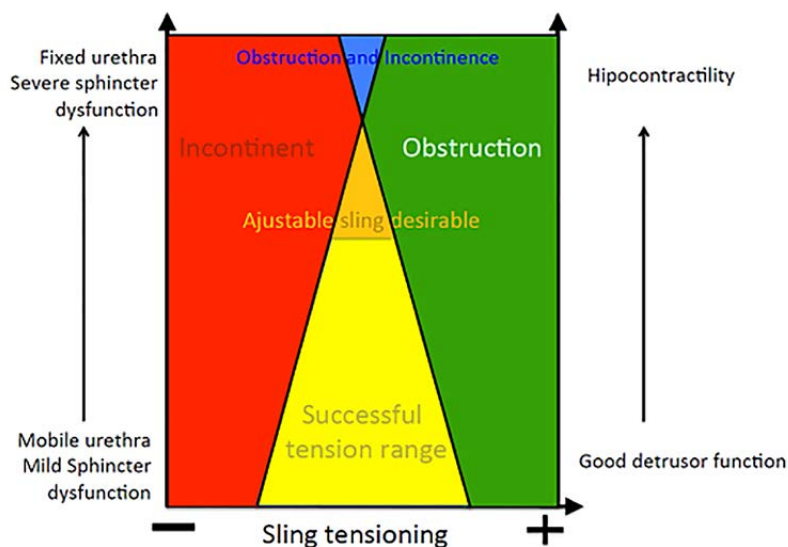 Fixed urethra
Severe sphincter
dysfunction
Obstruction and Incontinence
Hipocontractility
Incontinent
Obstruction
Ajustable sling desirable
Successful
tension range
Mobile urethra
Mild Sphincter
dysfunction
Good detrusor function
Sling tensioning